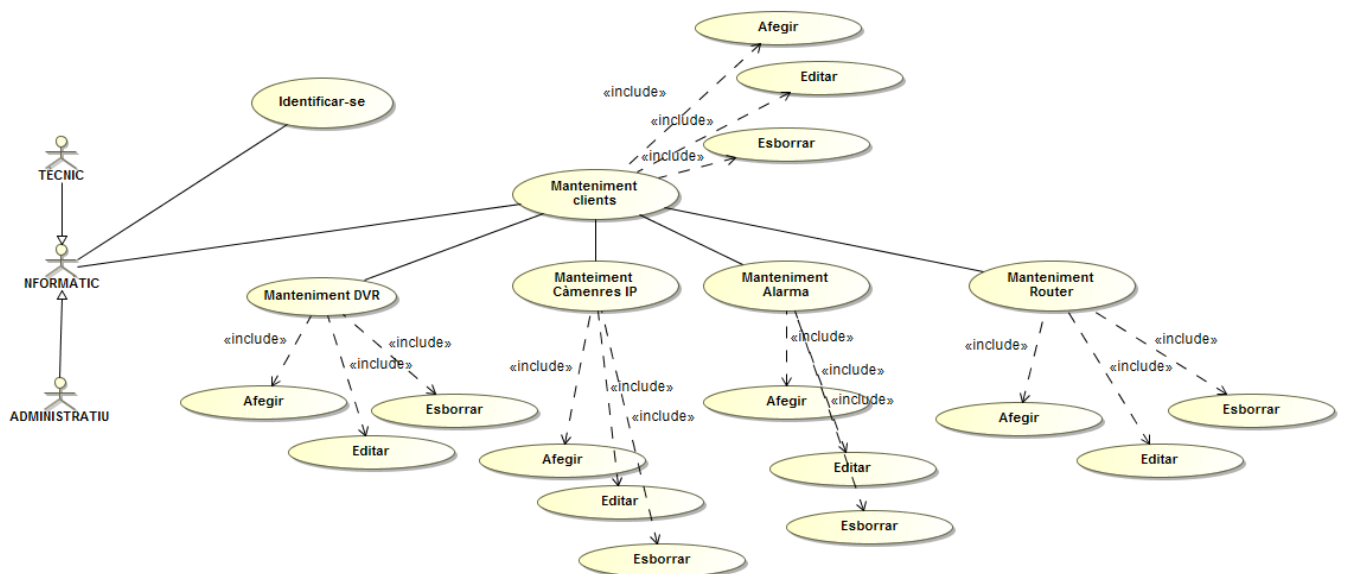 Afegir
Editar
«include»
Identificar-se
«include»
«include»
Esborrar
TÈCNIC
Manteniment
clients
NFORMÀTIC
Manteniment DVR
Manteiment
Càmenres IP
Manteniment
Alarma
Manteniment
Router
«include»
«include»
«include»
«include»
«include»
«include»
«include»
«include»
«include»
«include»
«include»
«include»
ADMINISTRATIU
Afegir
Esborrar
Afegir
Afegir
Esborrar
Editar
Afegir
Editar
Editar
Editar
Esborrar
Esborrar